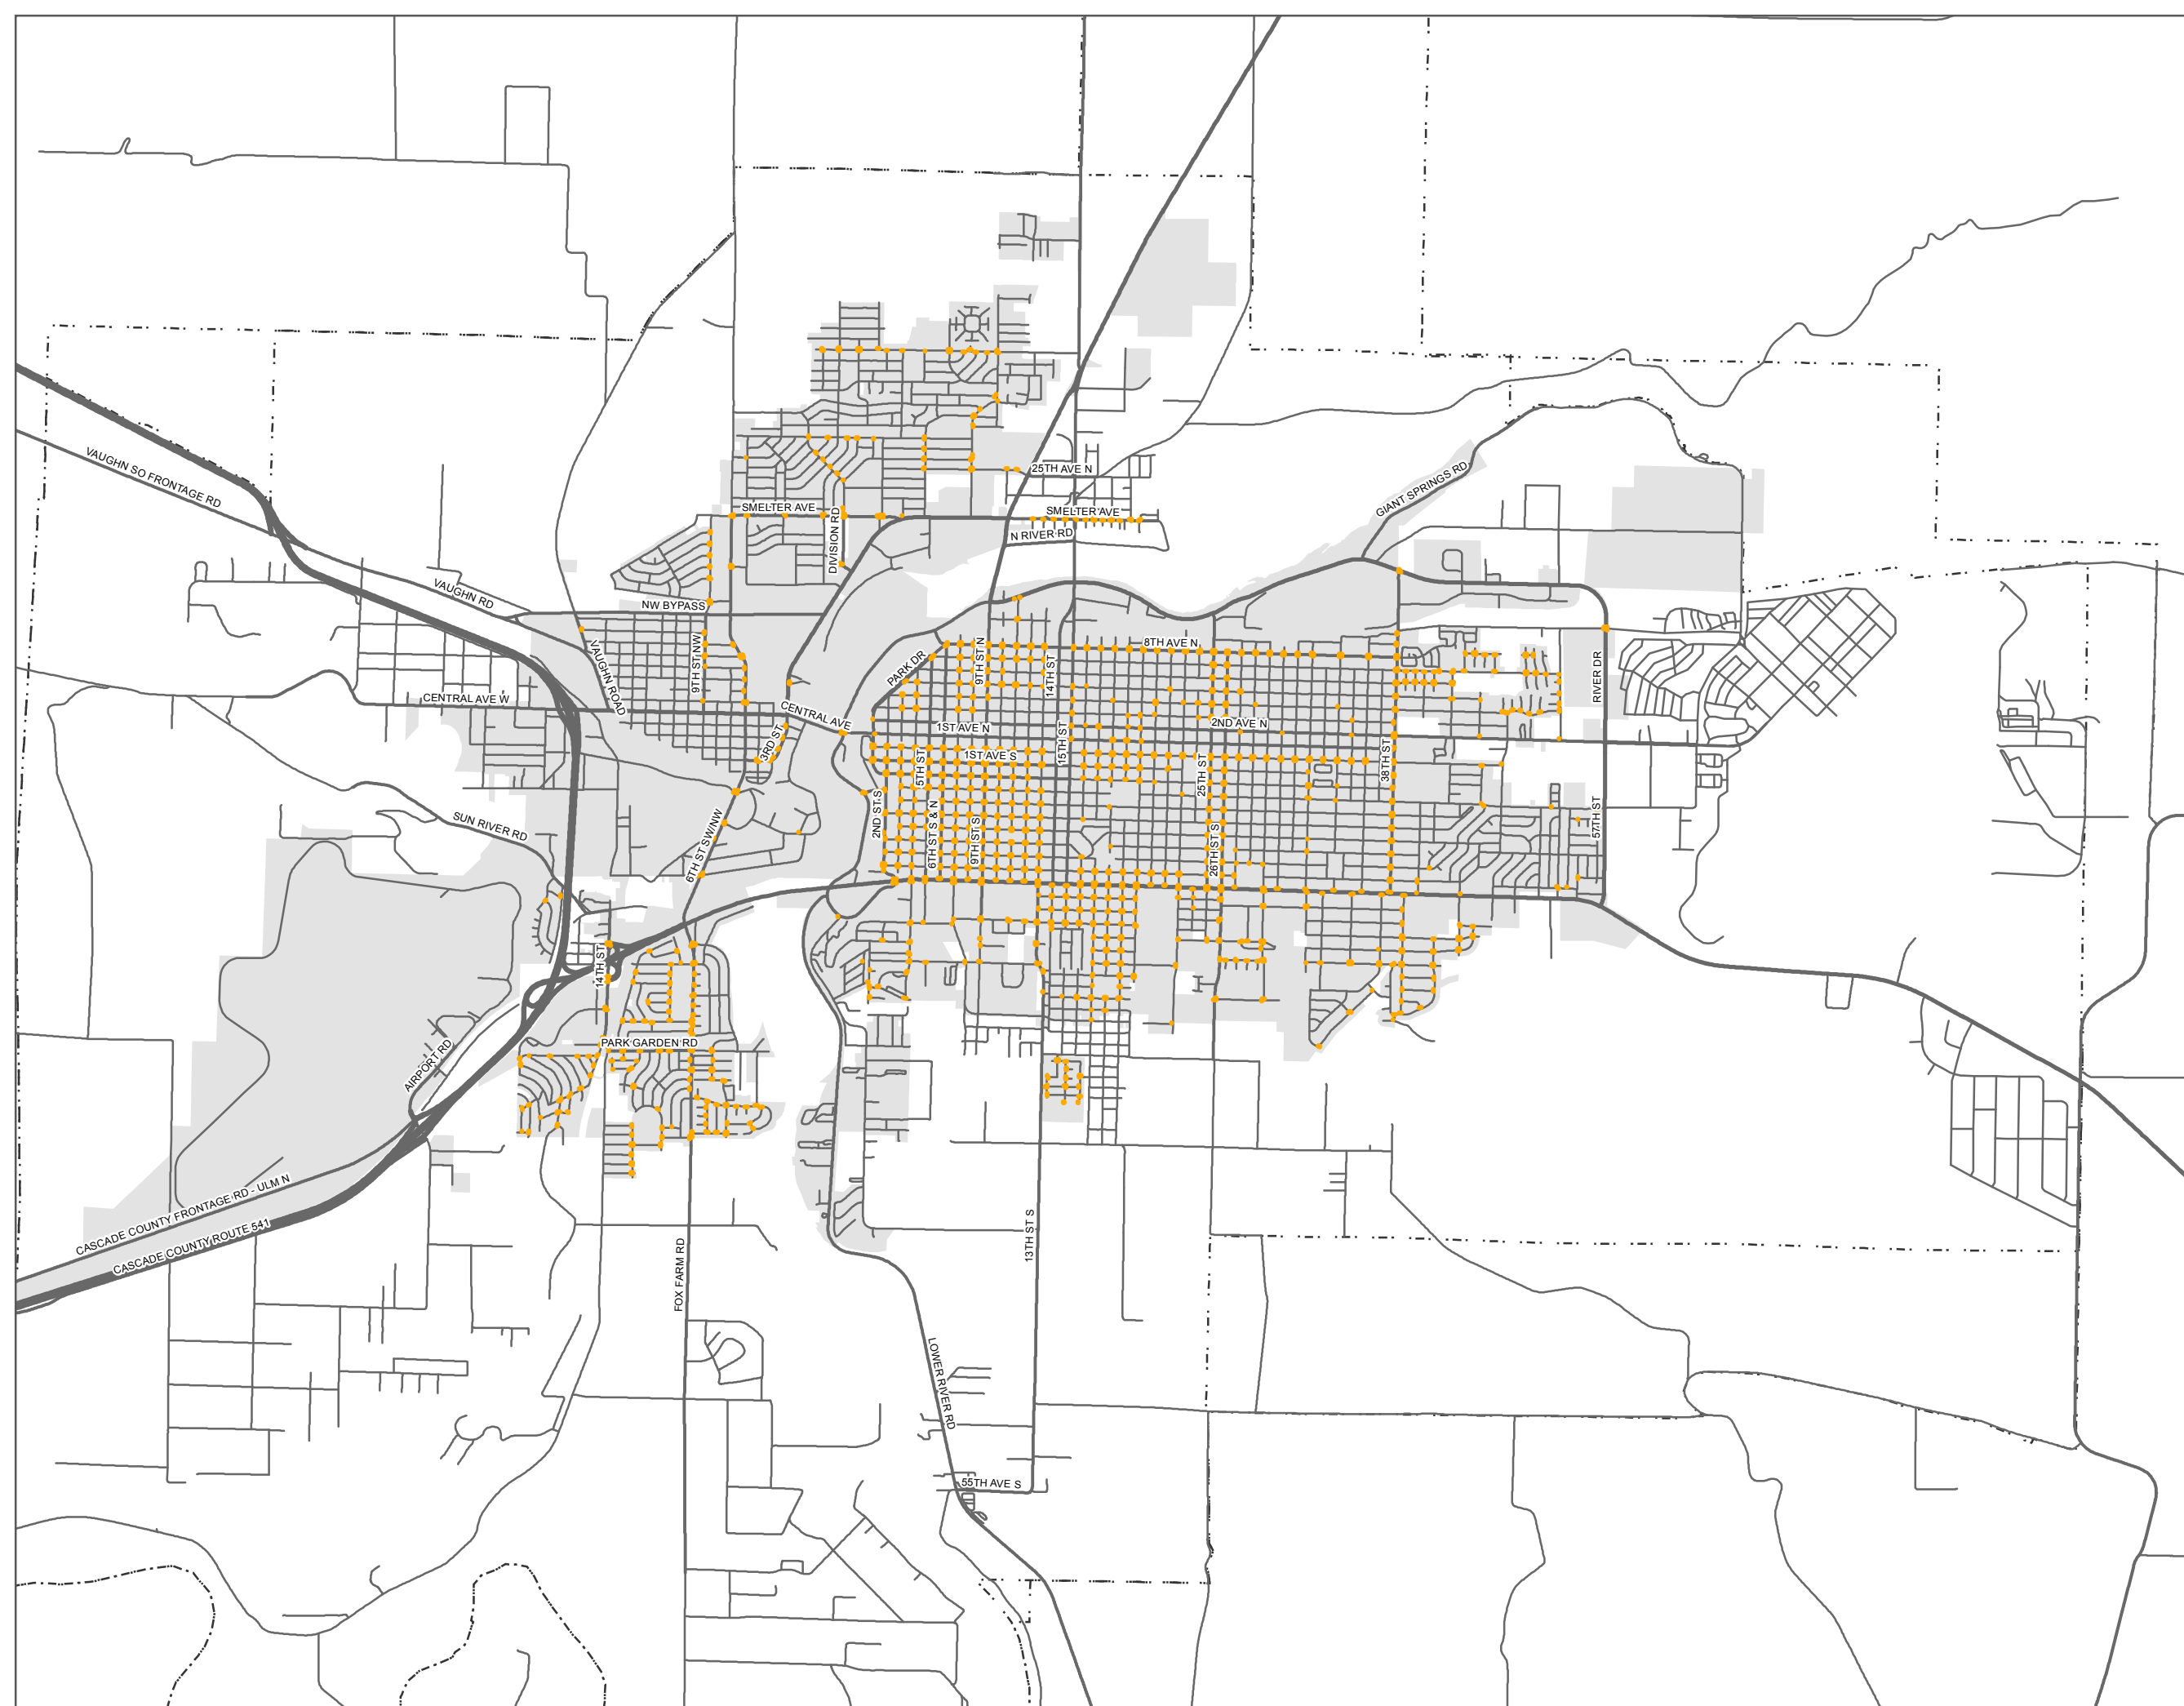 VAUGHN SO FRONTAGE RD
25TH AVE N
GIANT SPRINGS RD
SMELTER AVE
SMELTER AVE
DIVISION RD
N RIVER RD
VAUGHN RD
NW BYPASS
9TH ST NW
VAUGHN ROAD
PARK DR
9TH ST N
14TH ST
8TH AVE N
RIVER DR
CENTRAL AVE W
CENTRAL AVE
1ST AVE N
2ND AVE N
3RD ST
15TH ST
1ST AVE S
5TH ST
25TH ST
38TH ST
SUN RIVER RD
2ND ST S
6TH ST S & N
9TH ST S
26TH ST S
57TH ST
6TH ST SW/NW
14TH ST
PARK GARDEN RD
AIRPORT RD
CASCADE COUNTY FRONTAGE RD - ULM N
CASCADE COUNTY ROUTE 541
FOX FARM RD
13TH ST S
LOWER RIVER RD
55TH AVE S